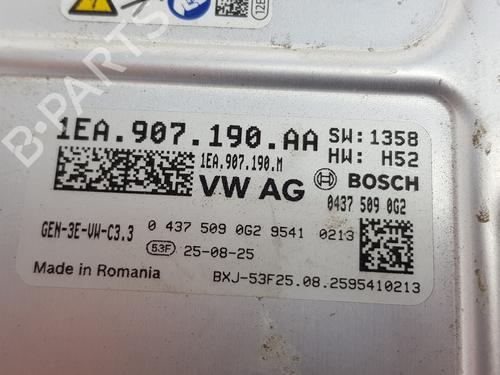 12E
1EA.907.190.AA SW:1358
1EA.907.190.M HW: H52
VW AG BOSCH
0437 509 0G2
GEN-3E-VW-C3.3 0 437 509 0G2 9541 0213
53F 25-08-25
Made in Romania BXJ-53F25.08.2595410213
B-PARTS